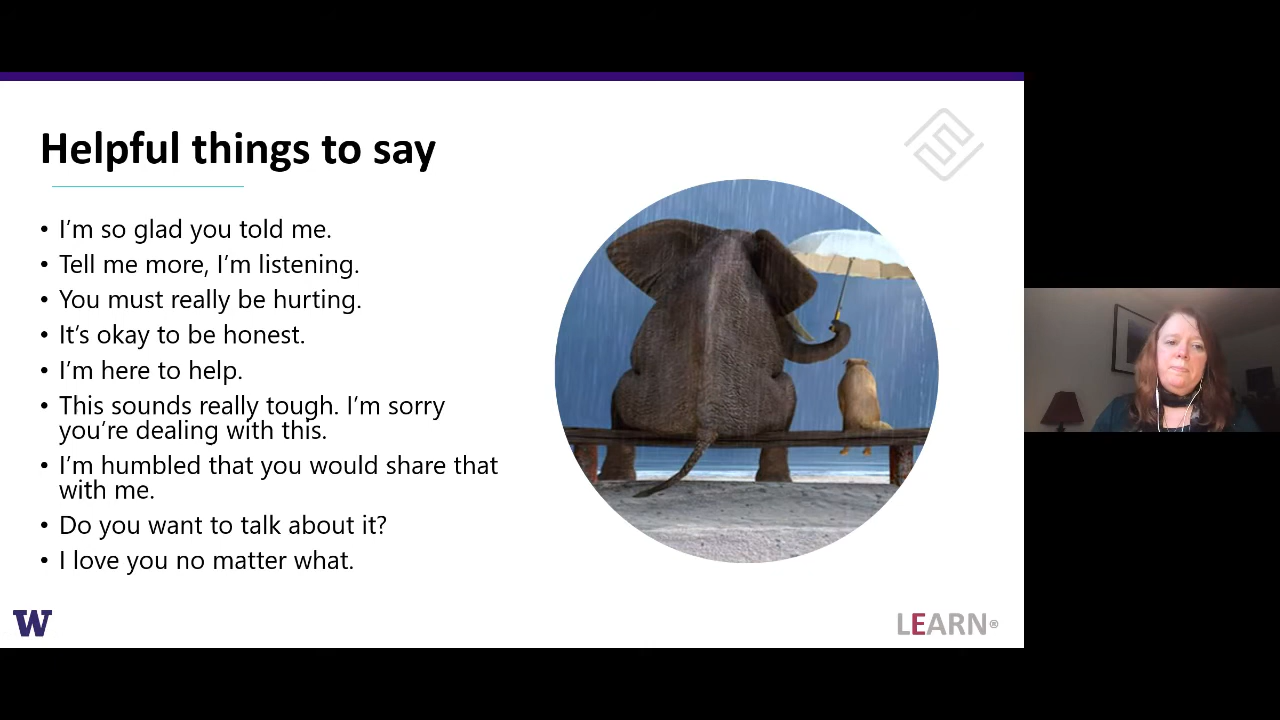 Helpful things to say
• I'm so glad you told me.
• Tell me more, I'm listening.
• You must really be hurting.
• It's okay to be honest.
• I'm here to help.
• This sounds really tough. I'm sorry
you're dealing with this.
• I'm humbled that you would share that
with me.
• Do you want to talk about it?
• I love you no matter what.
W
LEARN®